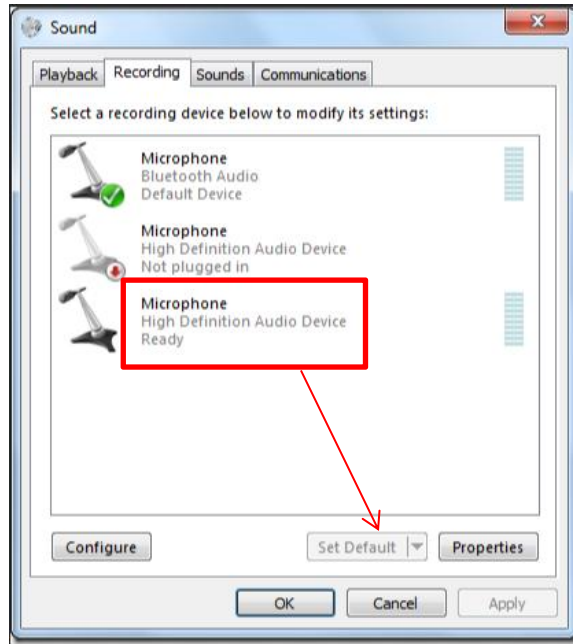 Sound
Playback Recording Sounds Communications
Select a recording device below to modify its settings:
Microphone
Bluetooth Audio
Default Device
Microphone
High Definition Audio Device
Not plugged in
Microphone
High Definition Audio Device
Ready
Configure Set Default Properties
OK Cancel Apply